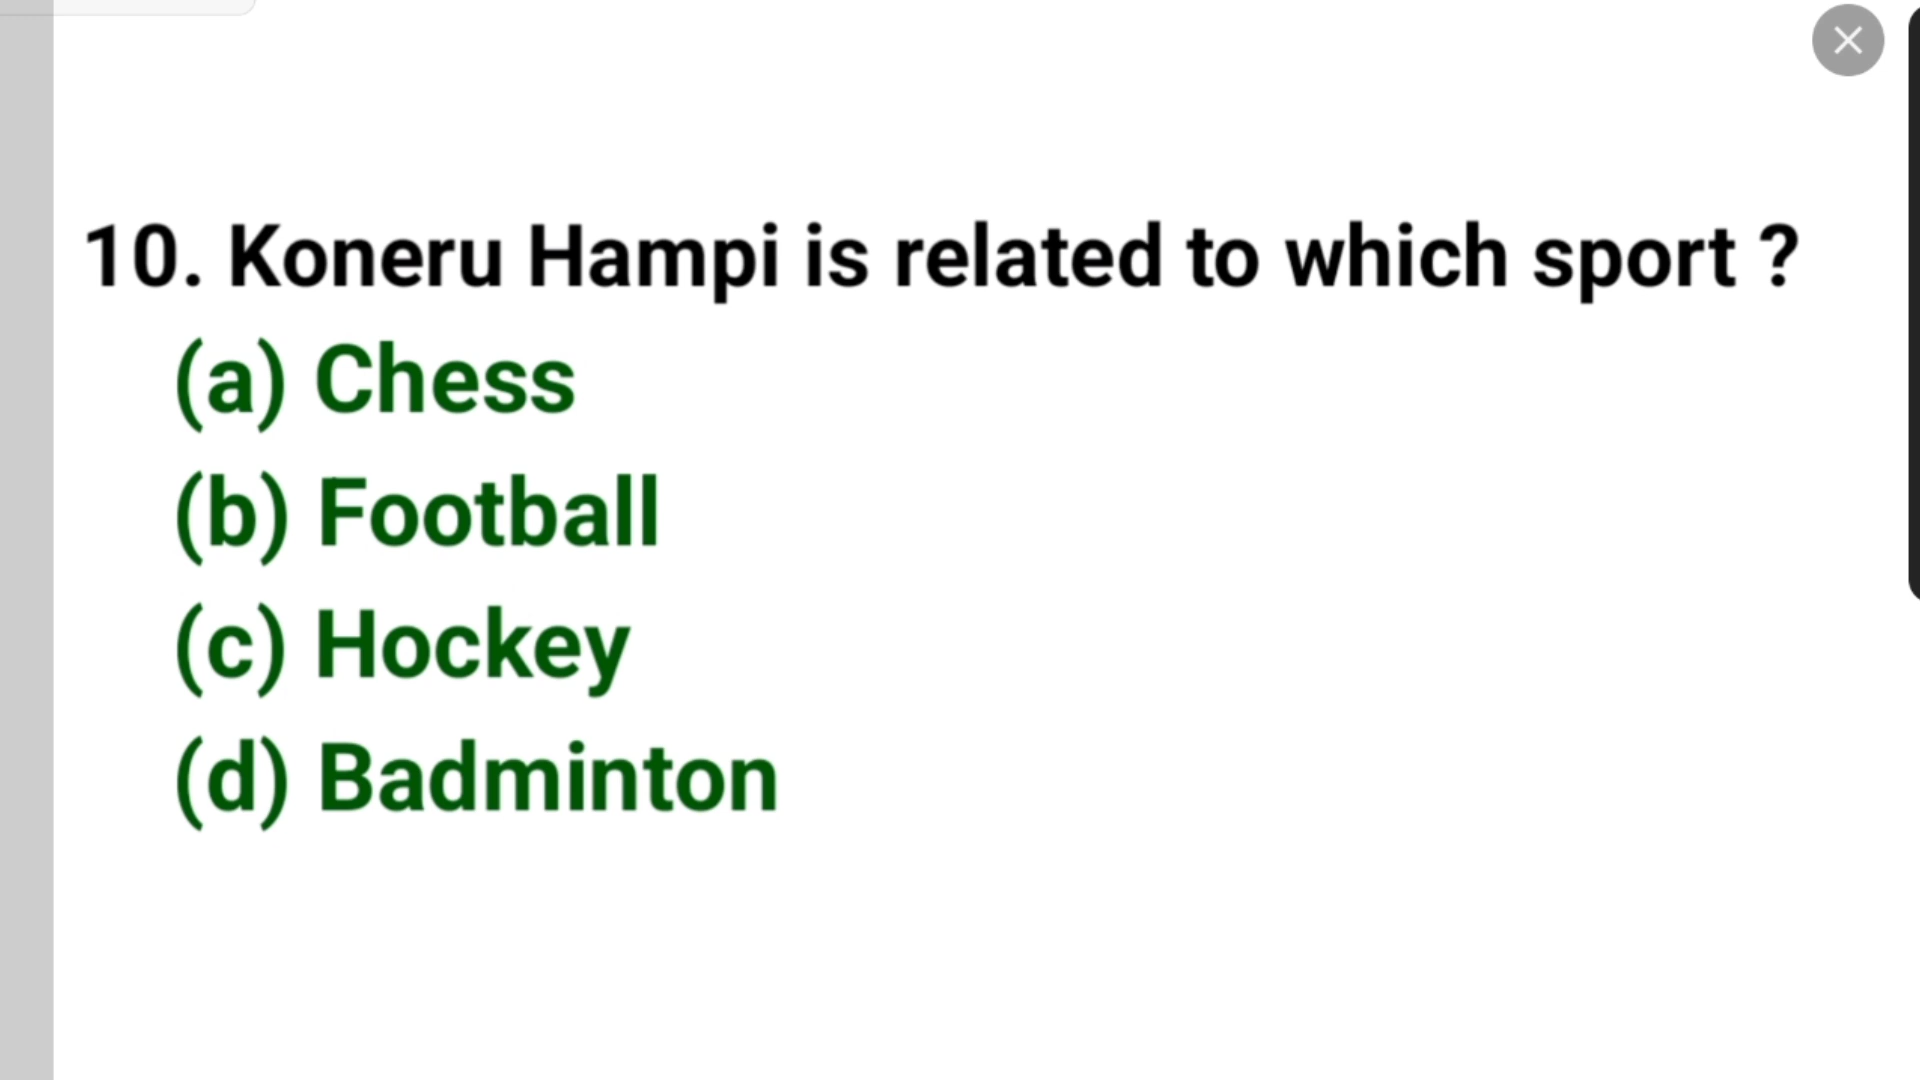 10. Koneru Hampi is related to which sport ?
(a) Chess
(b) Football
(c) Hockey
(d) Badminton